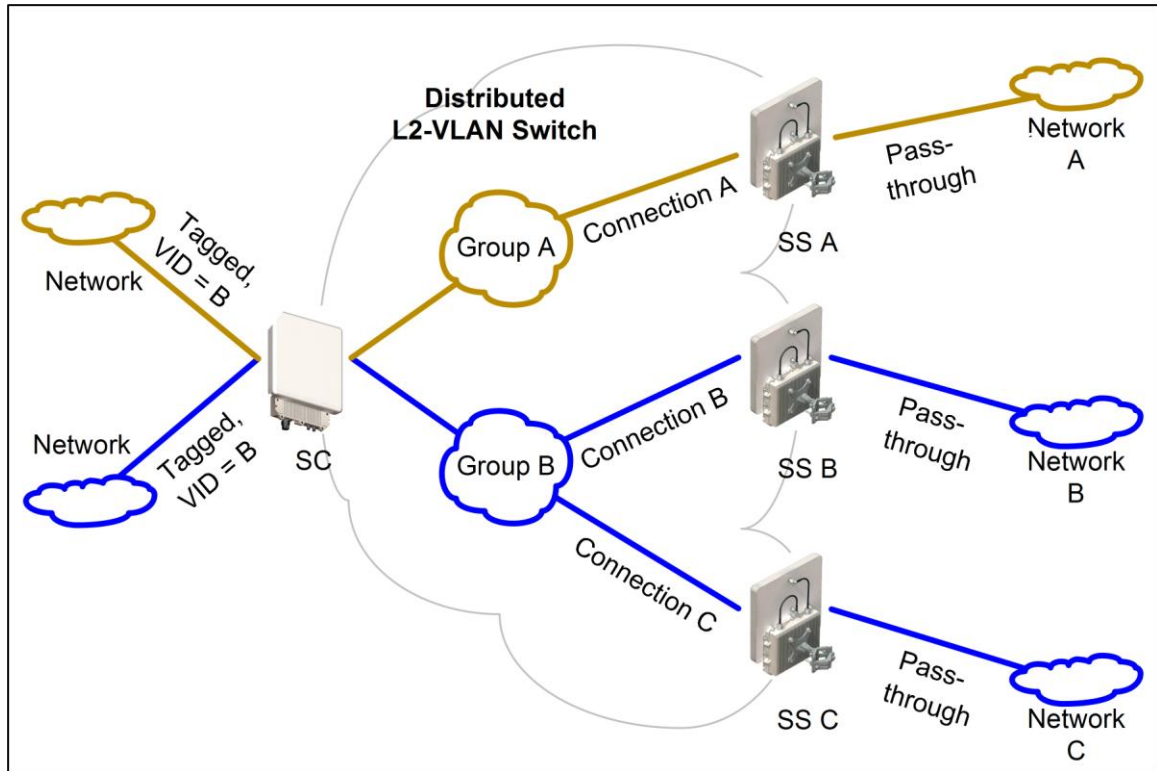 Distributed
L2-VLAN Switch
Tagged,
VID = B
Network
Network
Tagged,
VID = B
SC
Group A
Connection A
SS A
Pass-
through
Network
A
Group B
Connection B
SS B
Pass-
through
Network
B
Connection C
SS C
Pass-
through
Network
C